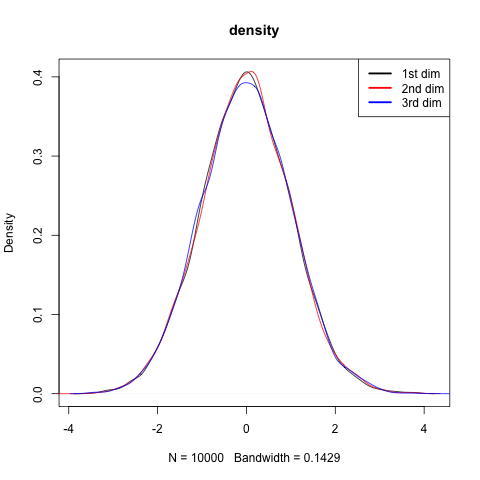 density
1st dim
2nd dim
3rd dim
Density
0.0
0.1
0.2
0.3
0.4
-4
-2
0
2
4
N = 10000 Bandwidth = 0.1429